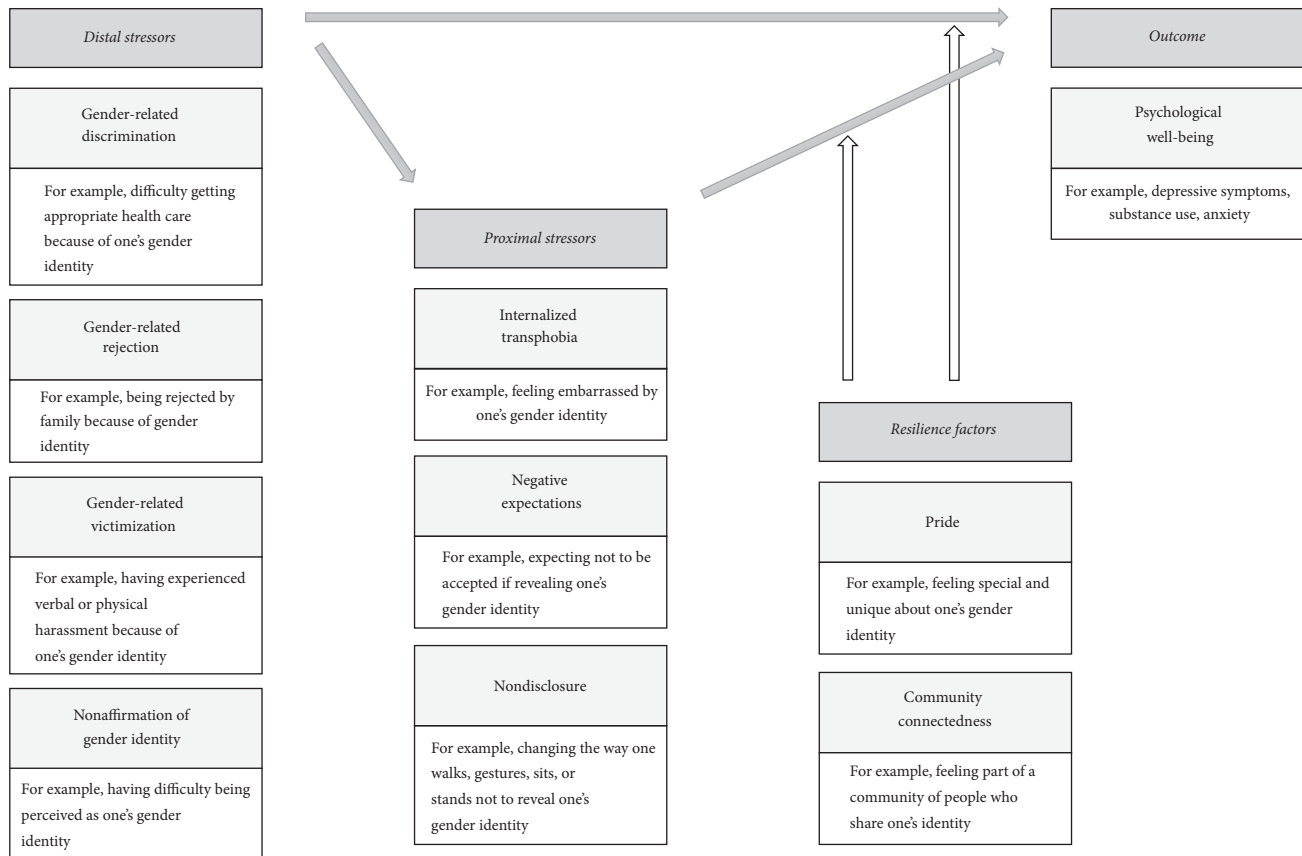 Distal stressors
Gender-related
discrimination
For example, difficulty getting
appropriate health care
because of one's gender
identity
Gender-related
rejection
For example, being rejected by
family because of gender
identity
Gender-related
victimization
For example, having experienced
verbal or physical
harassment because of
one's gender identity
Nonaffirmation of
gender identity
For example, having difficulty being
perceived as one's gender
identity
Proximal stressors
Internalized
transphobia
For example, feeling embarrassed by
one's gender identity
Negative
expectations
For example, expecting not to be
accepted if revealing one's
gender identity
Nondisclosure
For example, changing the way one
walks, gestures, sits, or
stands not to reveal one's
gender identity
Resilience factors
Pride
For example, feeling special and
unique about one's gender
identity
Community
connectedness
For example, feeling part of a
community of people who
share one's identity
Outcome
Psychological
well-being
For example, depressive symptoms,
substance use, anxiety